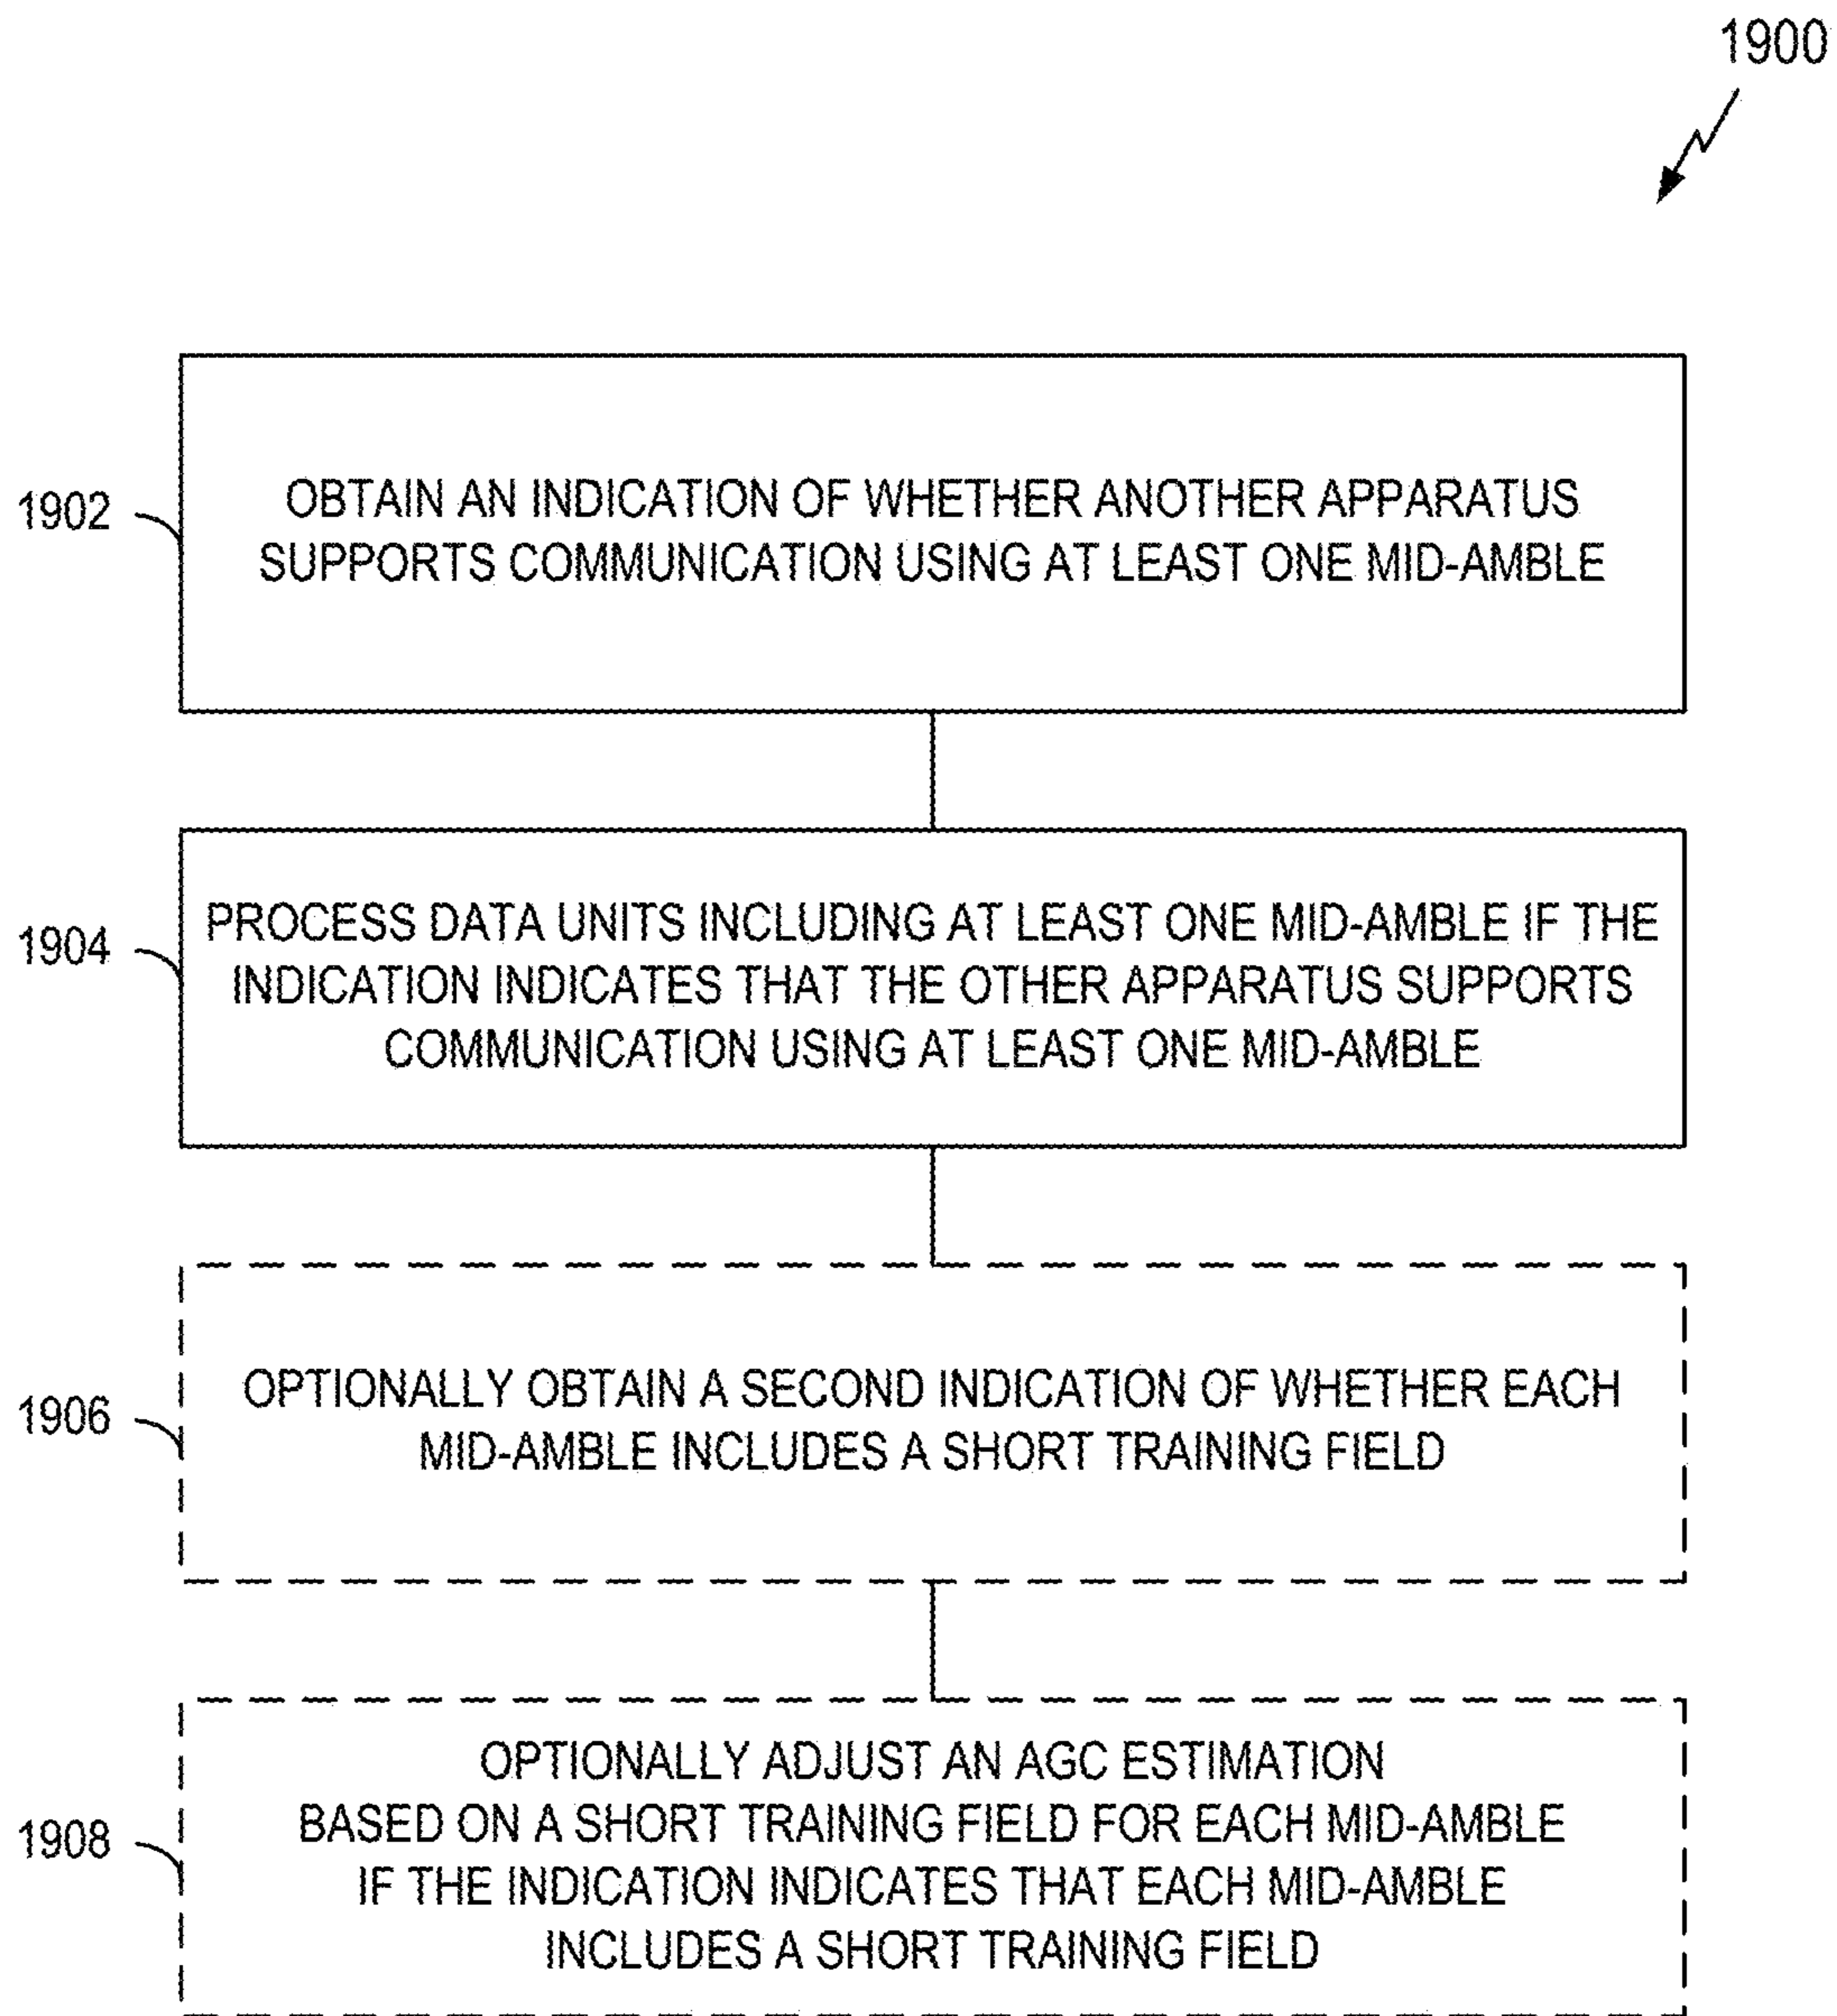 1900
1902
OBTAIN AN INDICATION OF WHETHER ANOTHER APPARATUS
SUPPORTS COMMUNICATION USING AT LEAST ONE MID-AMBLE
1904
PROCESS DATA UNITS INCLUDING AT LEAST ONE MID-AMBLE IF THE
INDICATION INDICATES THAT THE OTHER APPARATUS SUPPORTS
COMMUNICATION USING AT LEAST ONE MID-AMBLE
1906
OPTIONALLY OBTAIN A SECOND INDICATION OF WHETHER EACH
MID-AMBLE INCLUDES A SHORT TRAINING FIELD
1908
OPTIONALLY ADJUST AN AGC ESTIMATION
BASED ON A SHORT TRAINING FIELD FOR EACH MID-AMBLE
IF THE INDICATION INDICATES THAT EACH MID-AMBLE
INCLUDES A SHORT TRAINING FIELD